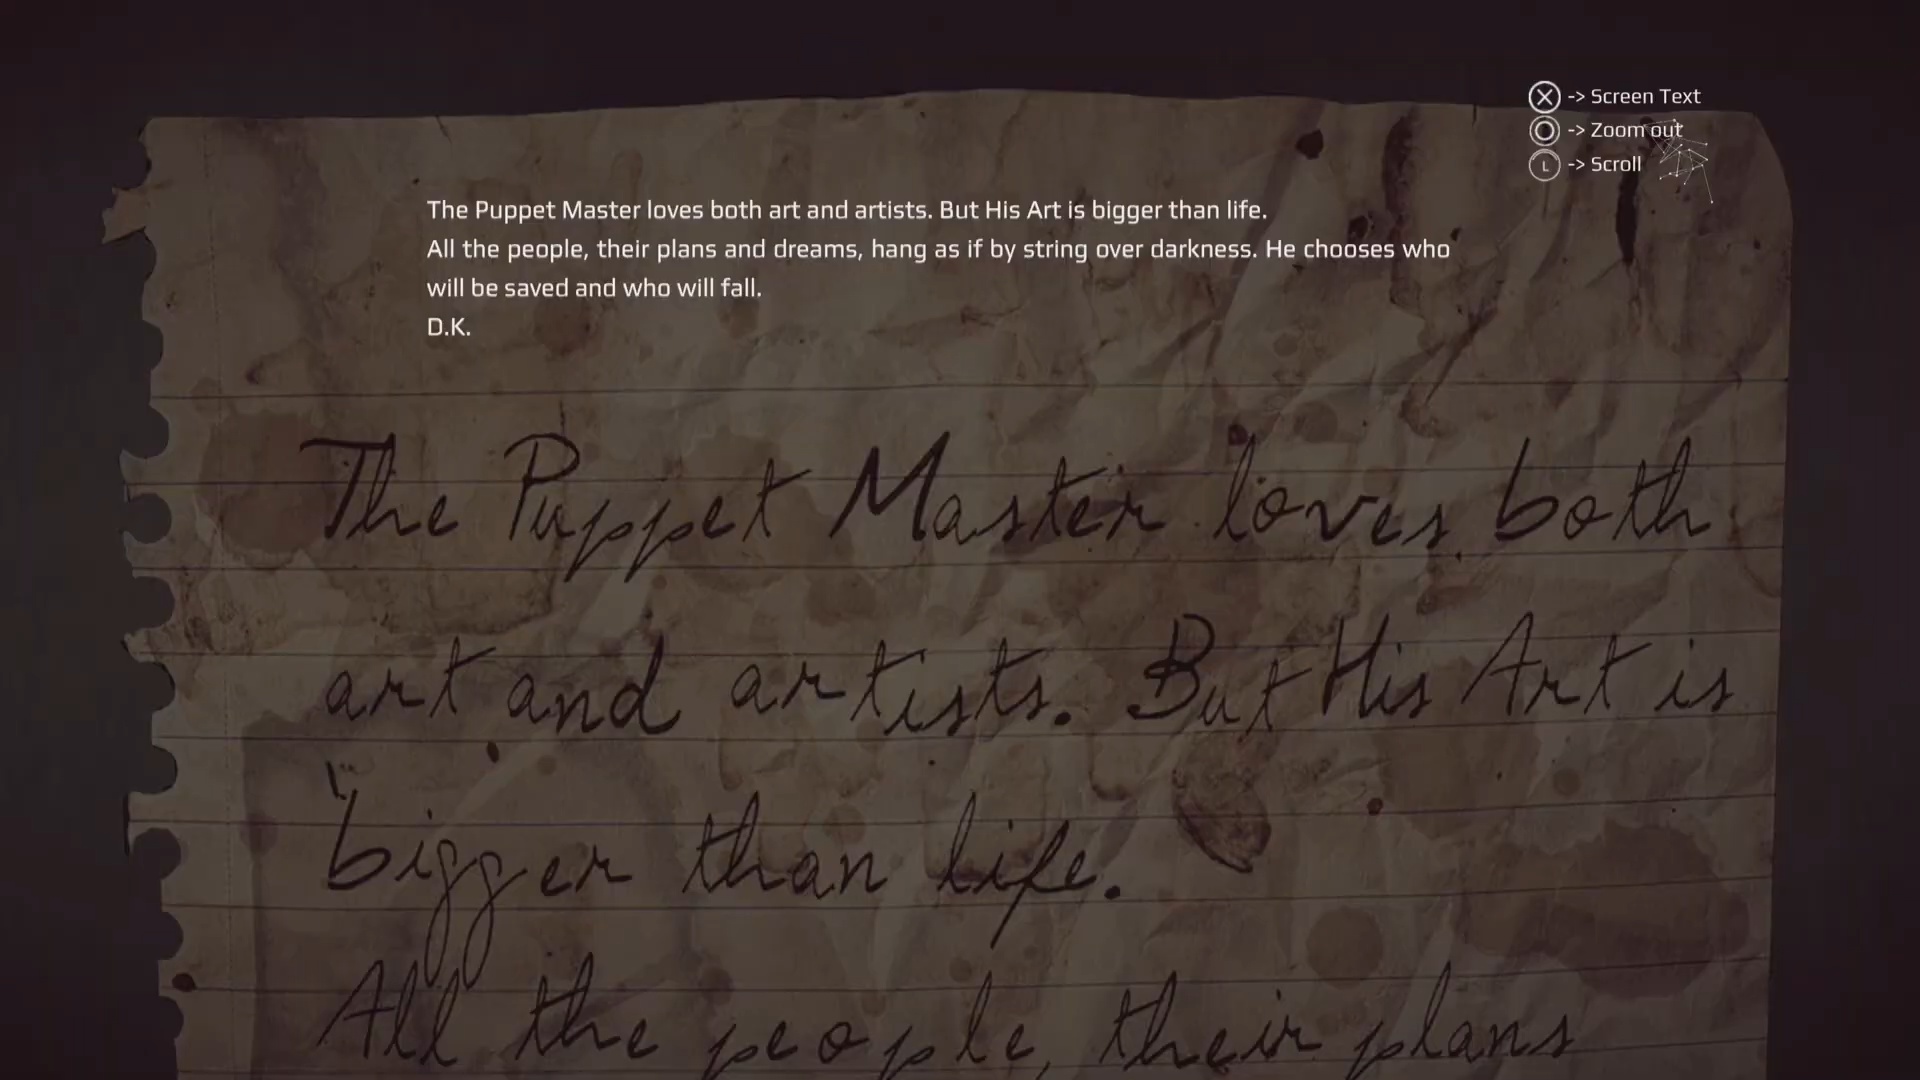 -> Screen Text
-> Zoom out
L -> Scroll
The Puppet Master loves both art and artists. But His Art is bigger than life.
All the people, their plans and dreams, hang as if by string over darkness. He chooses who
will be saved and who will fall.
D.K.
The Puppet Master loves both
art and artists. But His Art is
bigger than life.
All the people, their plans